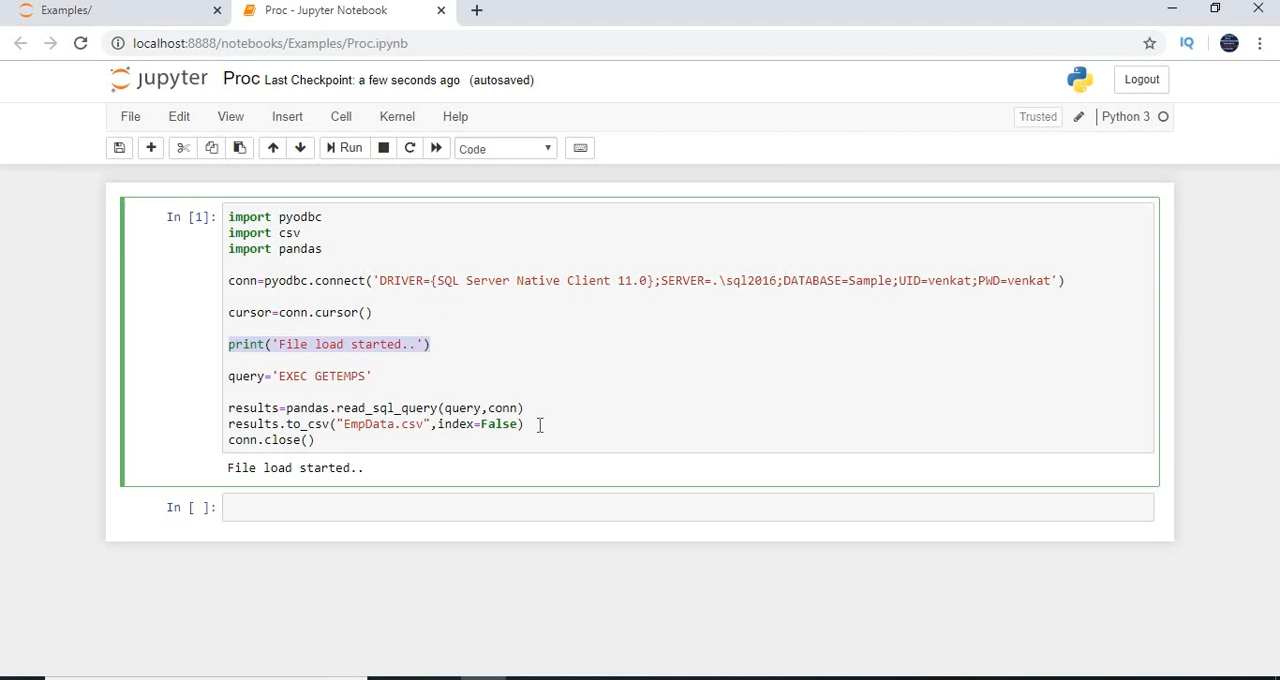 Examples/
Proc - Jupyter Notebook
localhost:8888/notebooks/Examples/Proc.ipynb
IQ
jupyter Proc Last Checkpoint: a few seconds ago (autosaved)
Logout
File Edit View Insert Cell Kernel Help
Trusted Python 3
Run Code
In [1]:
import pyodbc
import csv
import pandas
conn=pyodbc.connect('DRIVER={SQL Server Native Client 11.0};SERVER=.\sql2016;DATABASE=Sample;UID=venkat;PWD=venkat')
cursor=conn.cursor()
print('File load started..')
query='EXEC GETEMPS'
results=pandas.read_sql_query(query,conn)
results.to_csv("EmpData.csv",index=False)
conn.close()
File load started..
In [ ]: